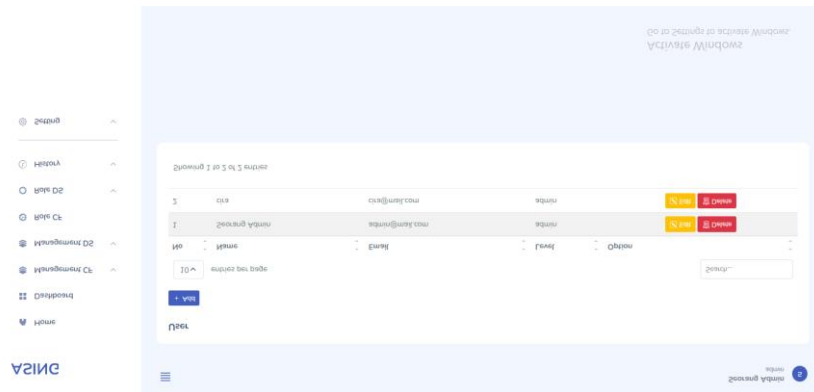 ASING
Home
Dashboard
Management CF
Management DS
Role CF
Role DS
History
Setting
Seorang Admin
admin
S
User
+ Add
10 entries per page
Search...
No Name Email Level Option
1 Seorang Admin admin@mail.com admin Edit Delete
2 cira cira@mail.com admin Edit Delete
Showing 1 to 2 of 2 entries
Activate Windows
Go to Settings to activate Windows.